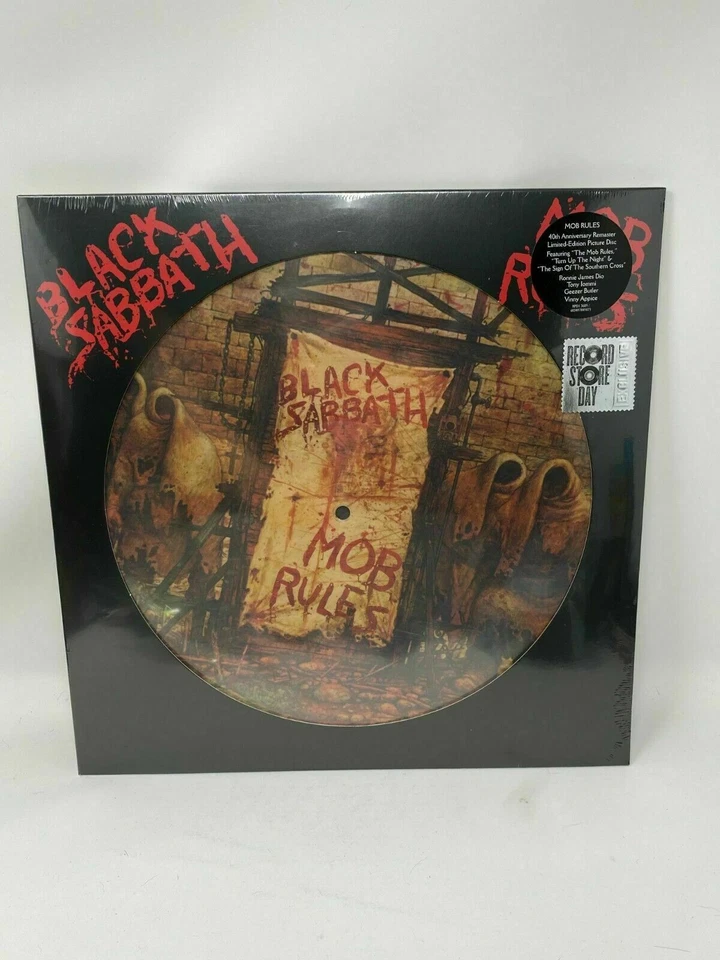 BLACK
SABBATH
MOB
RULES
MOB RULES
40th Anniversary Remaster
Limited-Edition Picture Disc
Featuring "The Mob Rules,"
"Turn Up The Night" &
"The Sign Of The Southern Cross"
Ronnie James Dio
Tony Iommi
Geezer Butler
Vinny Appice
RECORD
STORE
DAY
EXCLUSIVE
BLACK
SABBATH
MOB
RULES